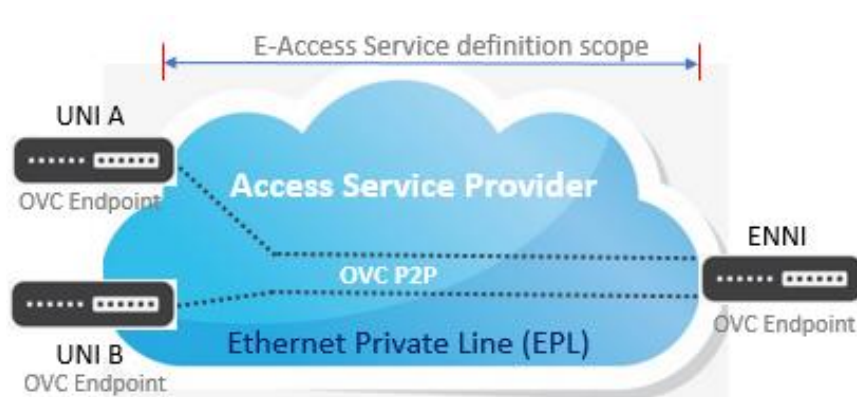 E-Access Service definition scope
UNI A
OVC Endpoint
Access Service Provider
ENNI
OVC P2P
OVC Endpoint
Ethernet Private Line (EPL)
UNI B
OVC Endpoint